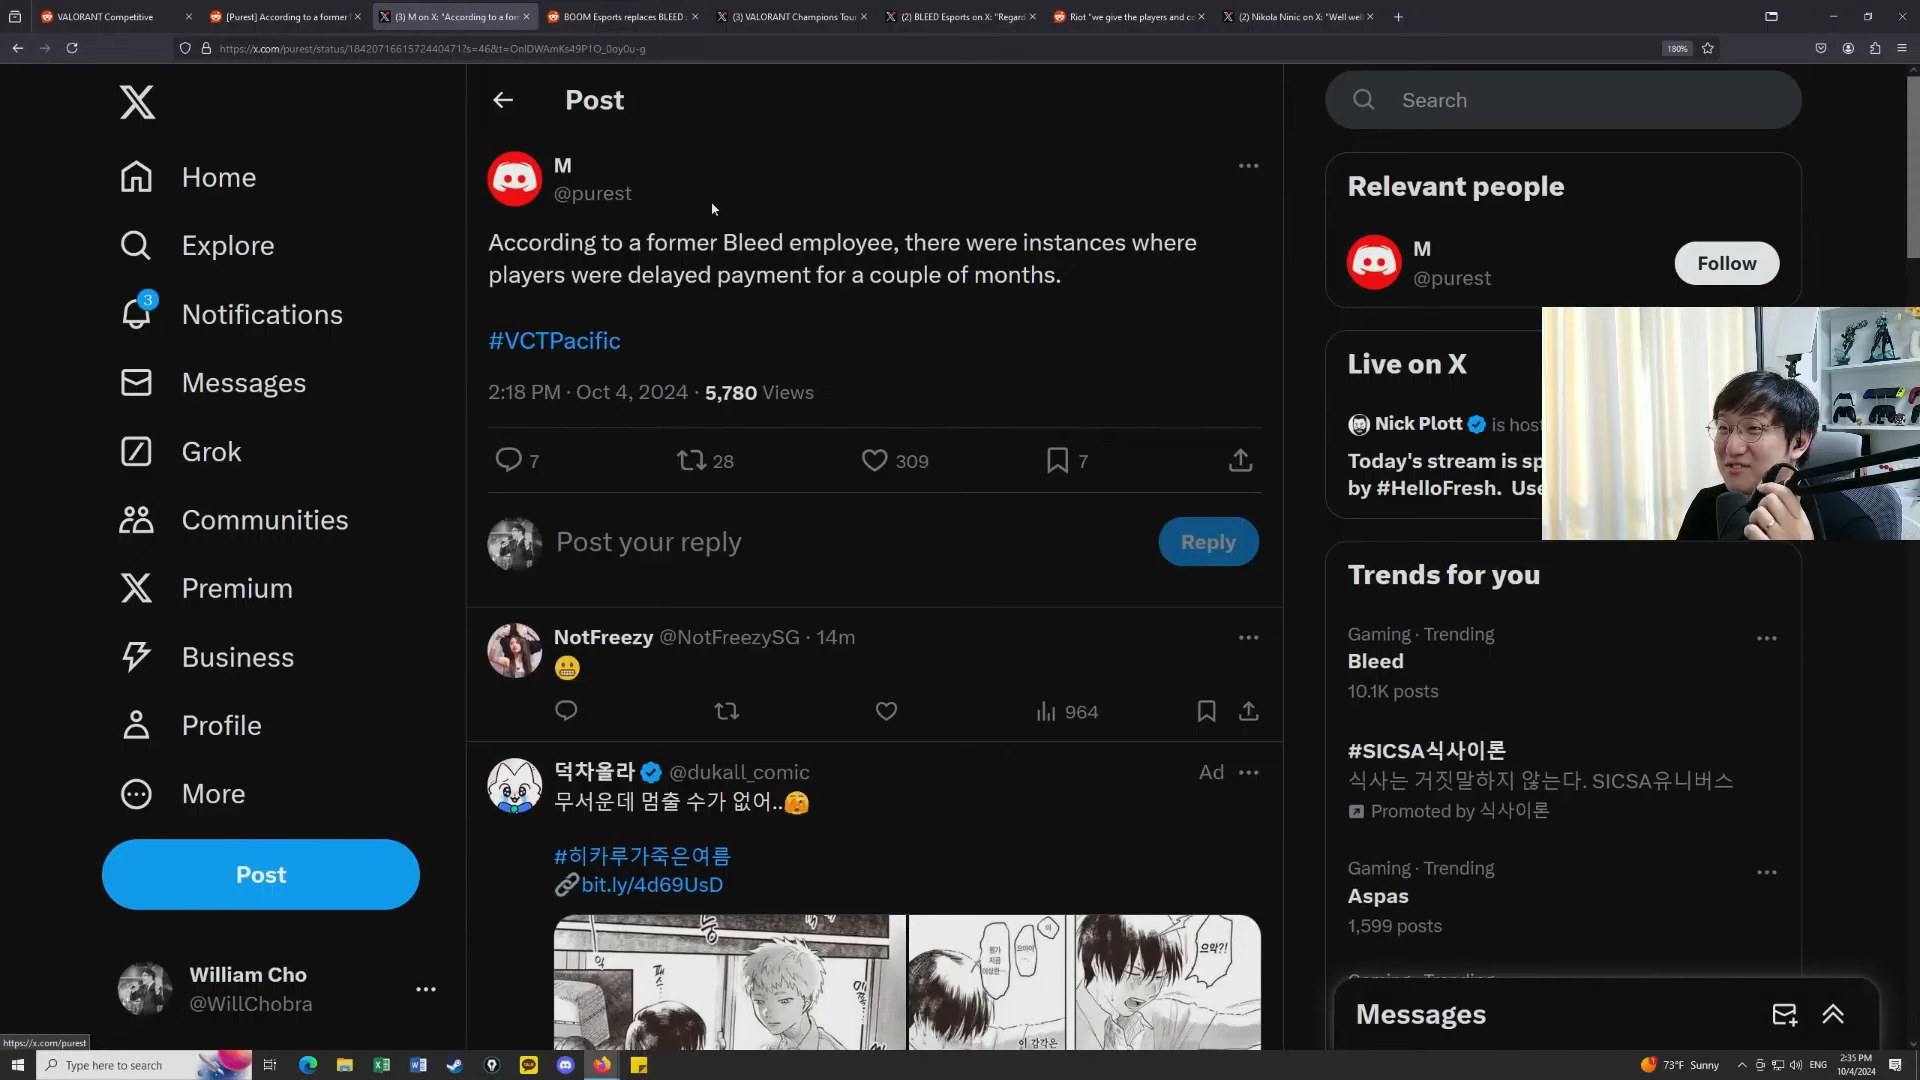 VALORANT Competitive
[Purest] According to a former
(3) M on X: "According to a for
BOOM Esports replaces BLEED
(3) VALORANT Champions Tour
(2) BLEED Esports on X: "Regard
Riot "we give the players and c
(2) Nikola Ninic on X: "Well wel
180%
Post
Search
M
@purest
According to a former Bleed employee, there were instances where
players were delayed payment for a couple of months.
#VCTPacific
2:18 PM · Oct 4, 2024 · 5,780 Views
7
28
309
7
Post your reply
Reply
NotFreezy @NotFreezySG · 14m
😬
964
덕차올라 @dukall_comic
Ad
무서운데 멈출 수가 없어..🫣
#히카루가죽은여름
bit.ly/4d69UsD
이 감각은
으악?!
Home
Explore
3
Notifications
Messages
Grok
Communities
Premium
Business
Profile
More
Post
William Cho
@WillChobra
Relevant people
M
@purest
Follow
Live on X
Nick Plott is host
Today's stream is sp
by #HelloFresh. Use
Trends for you
Gaming · Trending
Bleed
10.1K posts
#SICSA식사이론
식사는 거짓말하지 않는다. SICSA유니버스
Promoted by 식사이론
Gaming · Trending
Aspas
1,599 posts
Messages
https://x.com/purest
Type here to search
73°F Sunny
ENG
2:35 PM
10/4/2024